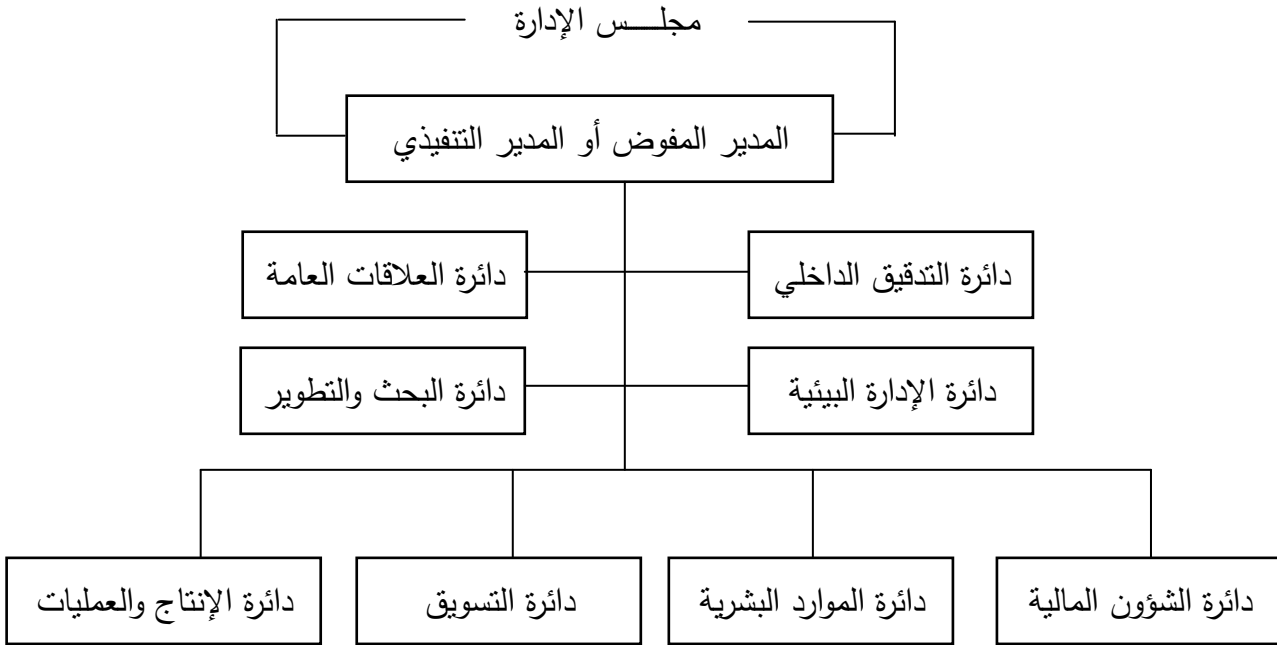 مجلـــس الإدارة
المدير المفوض أو المدير التنفيذي
دائرة التدقيق الداخلي
دائرة العلاقات العامة
دائرة الإدارة البيئية
دائرة البحث والتطوير
دائرة الشؤون المالية
دائرة الموارد البشرية
دائرة التسويق
دائرة الإنتاج والعمليات